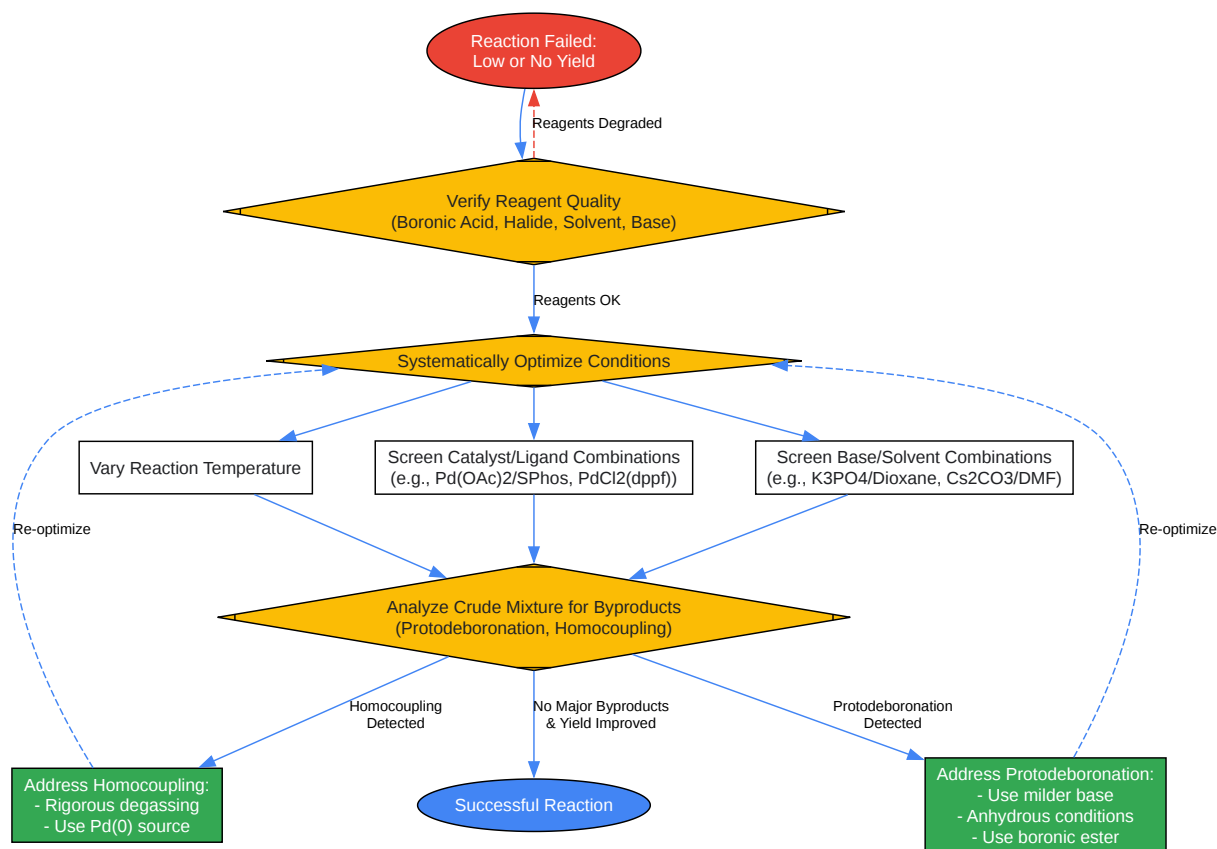 Reaction Failed:
Low or No Yield
Reagents Degraded
Verify Reagent Quality
(Boronic Acid, Halide, Solvent, Base)
Reagents OK
Systematically Optimize Conditions
Vary Reaction Temperature
Screen Catalyst/Ligand Combinations
(e.g., Pd(OAc)2/SPhos, PdCl2(dppf))
Screen Base/Solvent Combinations
(e.g., K3PO4/Dioxane, Cs2CO3/DMF)
Re-optimize
Re-optimize
Analyze Crude Mixture for Byproducts
(Protodeboronation, Homocoupling)
Homocoupling
Detected
No Major Byproducts
& Yield Improved
Protodeboronation
Detected
Address Homocoupling:
- Rigorous degassing
- Use Pd(0) source
Successful Reaction
Address Protodeboronation:
- Use milder base
- Anhydrous conditions
- Use boronic ester